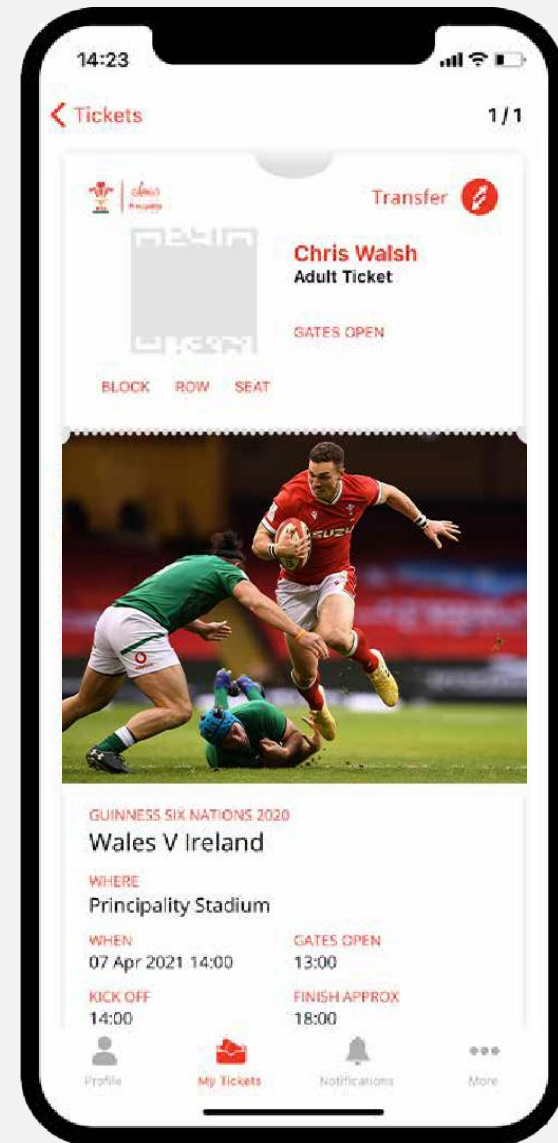 14:23
Tickets
1/1
Transfer
Principality
Chris Walsh
Adult Ticket
GATES OPEN
BLOCK ROW SEAT
SUZU
GUINNESS SIX NATIONS 2020
Wales V Ireland
WHERE
Principality Stadium
WHEN GATES OPEN
07 Apr 2021 14:00 13:00
KICK OFF FINISH APPROX
14:00 18:00
Profile My Tickets Notifications More